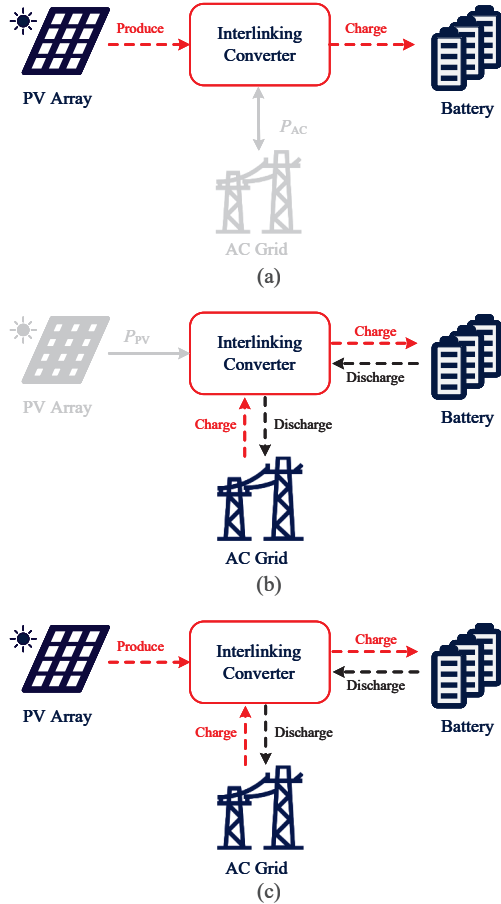 Produce
Interlinking
Converter
Charge
PV Array
Battery
P_AC
AC Grid
(a)
P_PV
Interlinking
Converter
Charge
Discharge
PV Array
Battery
Charge
Discharge
AC Grid
(b)
Produce
Interlinking
Converter
Charge
Discharge
PV Array
Battery
Charge
Discharge
AC Grid
(c)